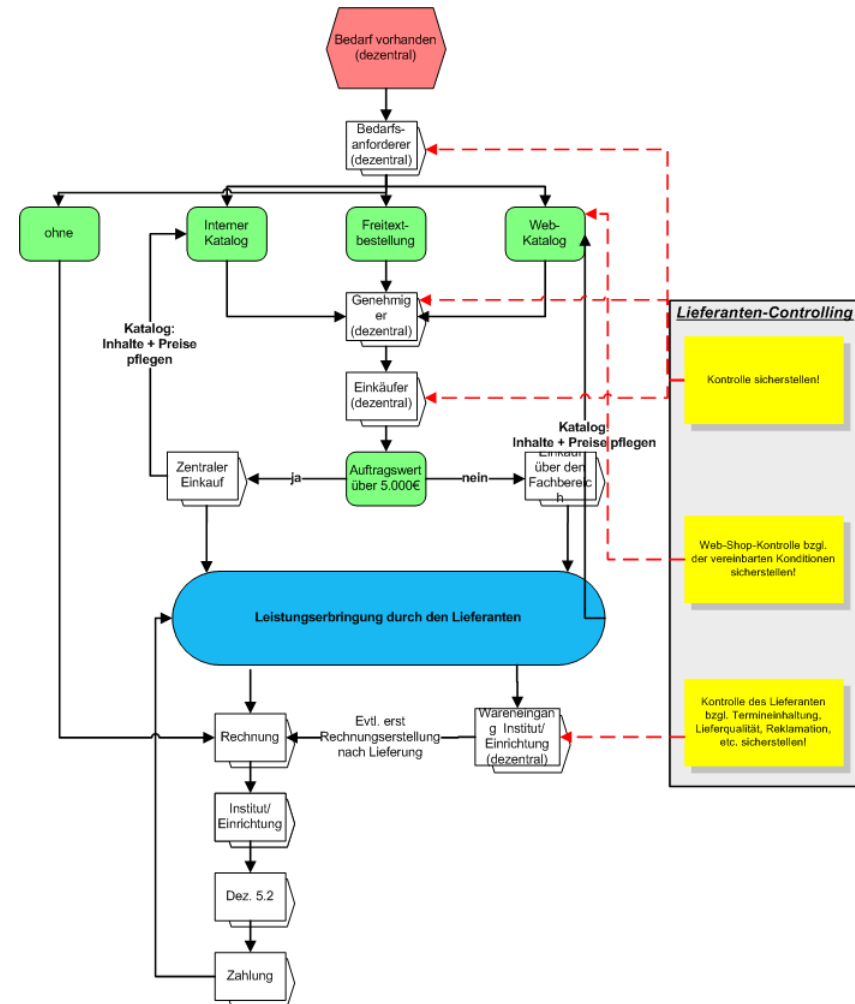 Bedarf vorhanden
(dezentral)
Bedarfs-
anforderer
(dezentral)
ohne
Interner
Katalog
Freitext-
bestellung
Web-
Katalog
Katalog:
Inhalte + Preise
pflegen
Genehmig
er
(dezentral)
Einkäufer
(dezentral)
Lieferanten-Controlling
Kontrolle sicherstellen!
Katalog:
Inhalte + Preise pflegen
Zentraler
Einkauf
ja
Auftragswert
über 5.000€
nein
Einkauf
über den
Fachbereic
h
Web-Shop-Kontrolle bzgl.
der vereinbarten Konditionen
sicherstellen!
Leistungserbringung durch den Lieferanten
Kontrolle des Lieferanten
bzgl. Termineinhaltung,
Lieferqualität, Reklamation,
etc. sicherstellen!
Rechnung
Evtl. erst
Rechnungserstellung
nach Lieferung
Wareneingan
g Institut/
Einrichtung
(dezentral)
Institut/
Einrichtung
Dez. 5.2
Zahlung